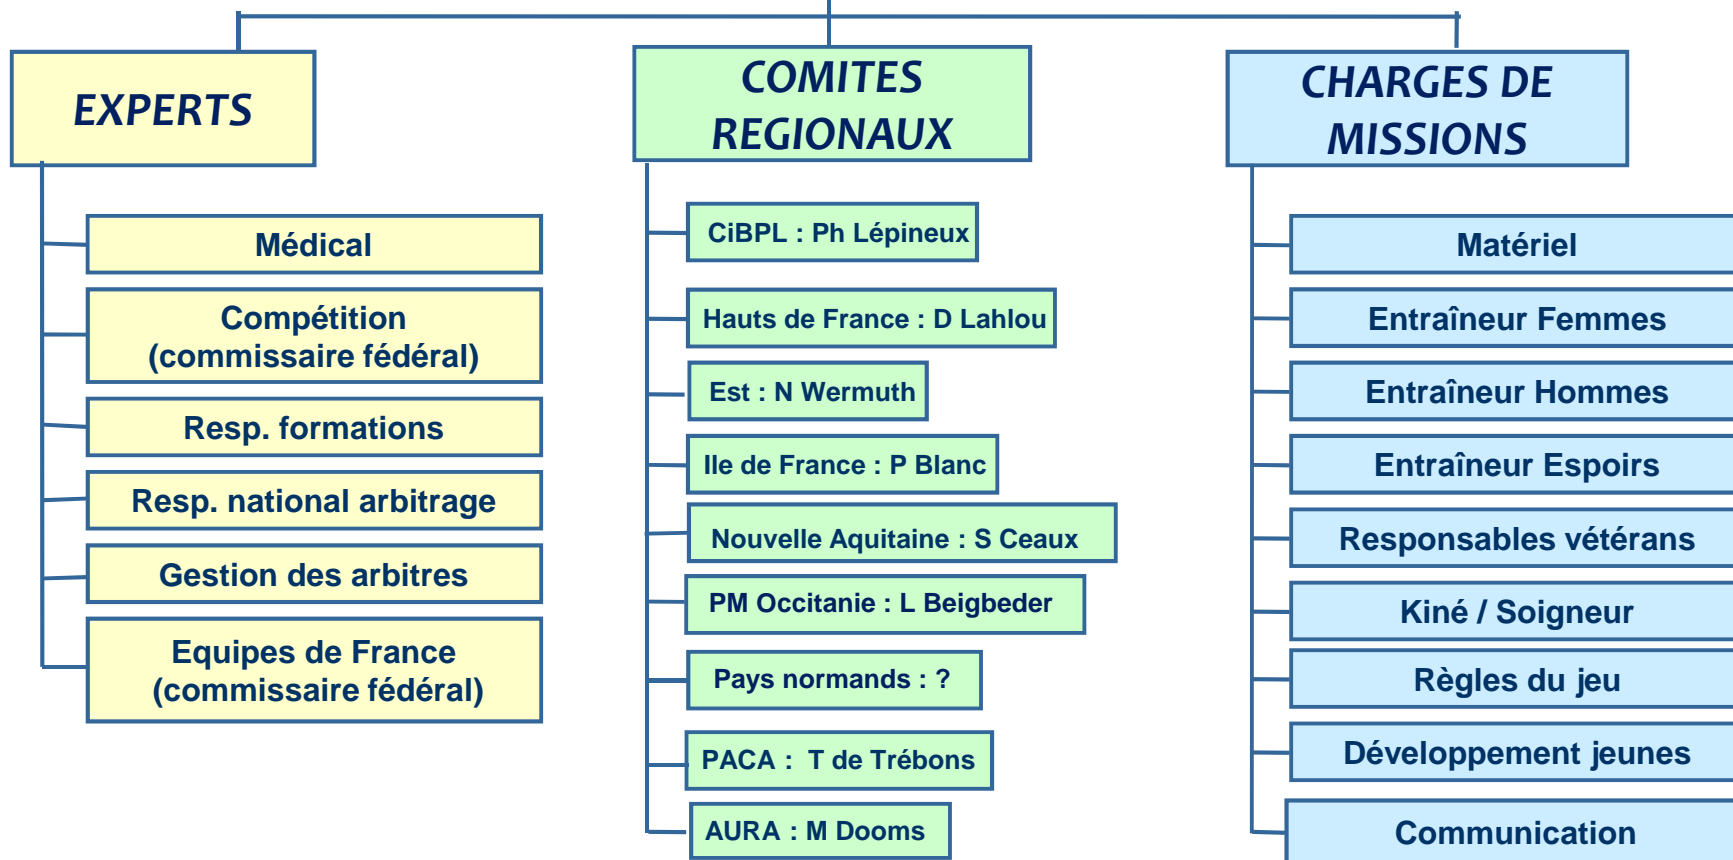 EXPERTS
Médical
Compétition
(commissaire fédéral)
Resp. formations
Resp. national arbitrage
Gestion des arbitres
Equipes de France
(commissaire fédéral)
COMITES
REGIONAUX
CiBPL : Ph Lépineux
Hauts de France : D Lahlou
Est : N Wermuth
Ile de France : P Blanc
Nouvelle Aquitaine : S Ceaux
PM Occitanie : L Beigbeder
Pays normands : ?
PACA : T de Trébons
AURA : M Dooms
CHARGES DE
MISSIONS
Matériel
Entraîneur Femmes
Entraîneur Hommes
Entraîneur Espoirs
Responsables vétérans
Kiné / Soigneur
Règles du jeu
Développement jeunes
Communication